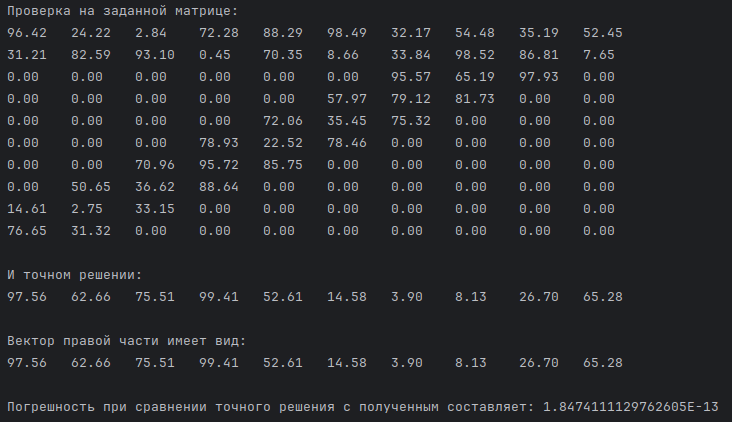 Проверка на заданной матрице:
96.42 24.22 2.84 72.28 88.29 98.49 32.17 54.48 35.19 52.45
31.21 82.59 93.10 0.45 70.35 8.66 33.84 98.52 86.81 7.65
0.00 0.00 0.00 0.00 0.00 0.00 95.57 65.19 97.93 0.00
0.00 0.00 0.00 0.00 0.00 57.97 79.12 81.73 0.00 0.00
0.00 0.00 0.00 0.00 72.06 35.45 75.32 0.00 0.00 0.00
0.00 0.00 0.00 78.93 22.52 78.46 0.00 0.00 0.00 0.00
0.00 0.00 70.96 95.72 85.75 0.00 0.00 0.00 0.00 0.00
0.00 50.65 36.62 88.64 0.00 0.00 0.00 0.00 0.00 0.00
14.61 2.75 33.15 0.00 0.00 0.00 0.00 0.00 0.00 0.00
76.65 31.32 0.00 0.00 0.00 0.00 0.00 0.00 0.00 0.00
И точном решении:
97.56 62.66 75.51 99.41 52.61 14.58 3.90 8.13 26.70 65.28
Вектор правой части имеет вид:
97.56 62.66 75.51 99.41 52.61 14.58 3.90 8.13 26.70 65.28
Погрешность при сравнении точного решения с полученным составляет: 1.8474111129762605E-13